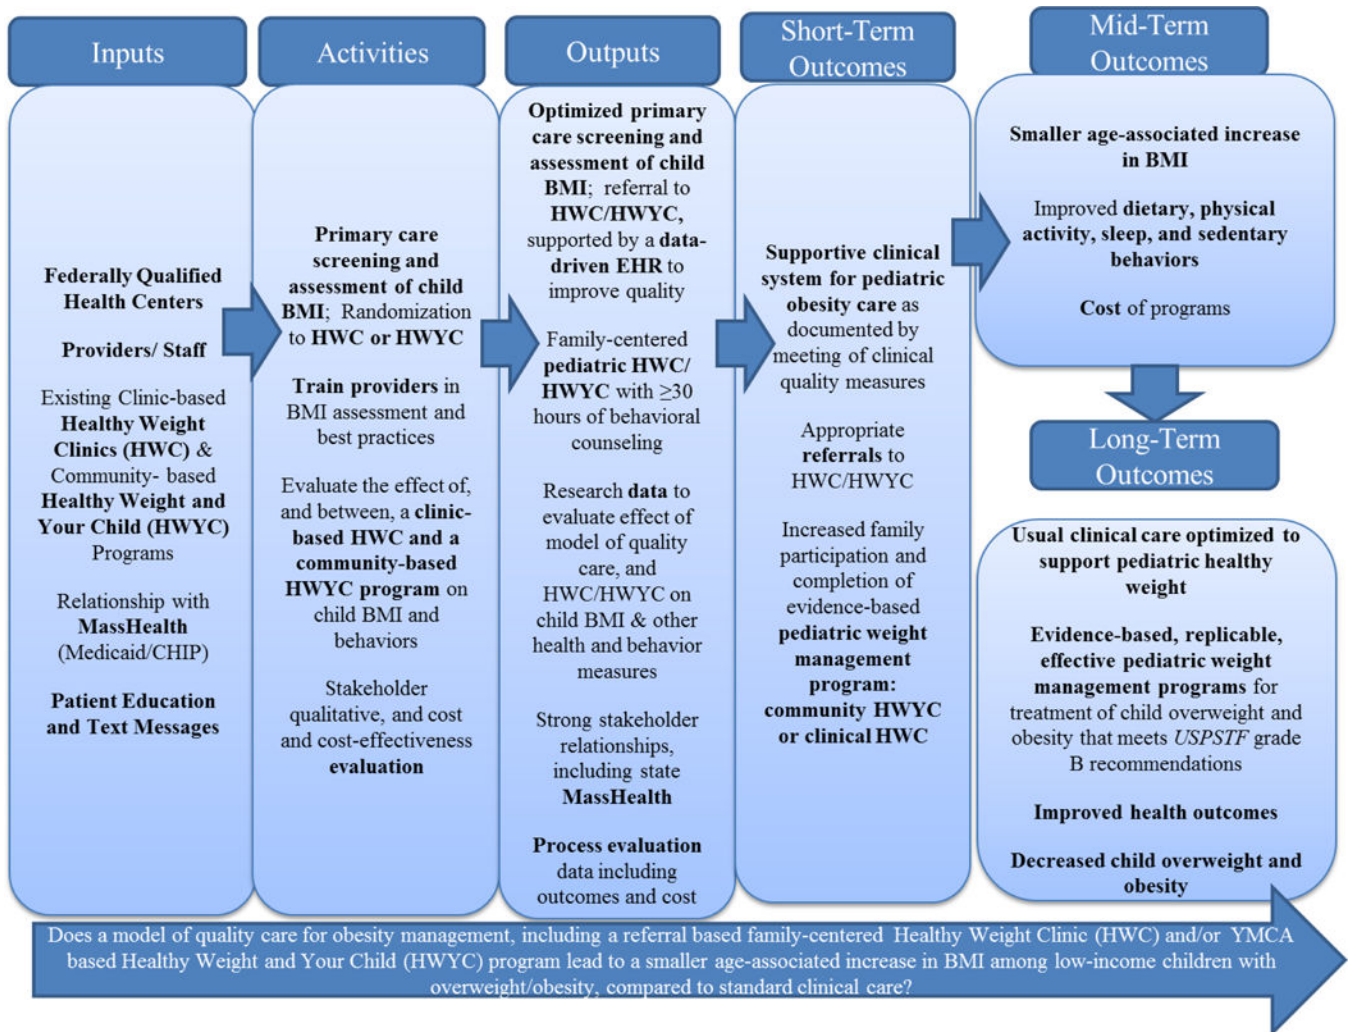 Inputs
Federally Qualified
Health Centers
Providers/ Staff
Existing Clinic-based
Healthy Weight
Clinics (HWC) &
Community- based
Healthy Weight and
Your Child (HWYC)
Programs
Relationship with
MassHealth
(Medicaid/CHIP)
Patient Education
and Text Messages
Activities
Primary care
screening and
assessment of child
BMI; Randomization
to HWC or HWYC
Train providers in
BMI assessment and
best practices
Evaluate the effect of,
and between, a clinic-
based HWC and a
community-based
HWYC program on
child BMI and
behaviors
Stakeholder
qualitative, and cost
and cost-effectiveness
evaluation
Outputs
Optimized primary
care screening and
assessment of child
BMI; referral to
HWC/HWYC,
supported by a data-
driven EHR to
improve quality
Family-centered
pediatric HWC/
HWYC with ≥30
hours of behavioral
counseling
Research data to
evaluate effect of
model of quality
care, and
HWC/HWYC on
child BMI & other
health and behavior
measures
Strong stakeholder
relationships,
including state
MassHealth
Process evaluation
data including
outcomes and cost
Short-Term
Outcomes
Supportive clinical
system for pediatric
obesity care as
documented by
meeting of clinical
quality measures
Appropriate
referrals to
HWC/HWYC
Increased family
participation and
completion of
evidence-based
pediatric weight
management
program:
community HWYC
or clinical HWC
Mid-Term
Outcomes
Smaller age-associated increase
in BMI
Improved dietary, physical
activity, sleep, and sedentary
behaviors
Cost of programs
Long-Term
Outcomes
Usual clinical care optimized to
support pediatric healthy
weight
Evidence-based, replicable,
effective pediatric weight
management programs for
treatment of child overweight and
obesity that meets USPSTF grade
B recommendations
Improved health outcomes
Decreased child overweight and
obesity
Does a model of quality care for obesity management, including a referral based family-centered Healthy Weight Clinic (HWC) and/or YMCA
based Healthy Weight and Your Child (HWYC) program lead to a smaller age-associated increase in BMI among low-income children with
overweight/obesity, compared to standard clinical care?